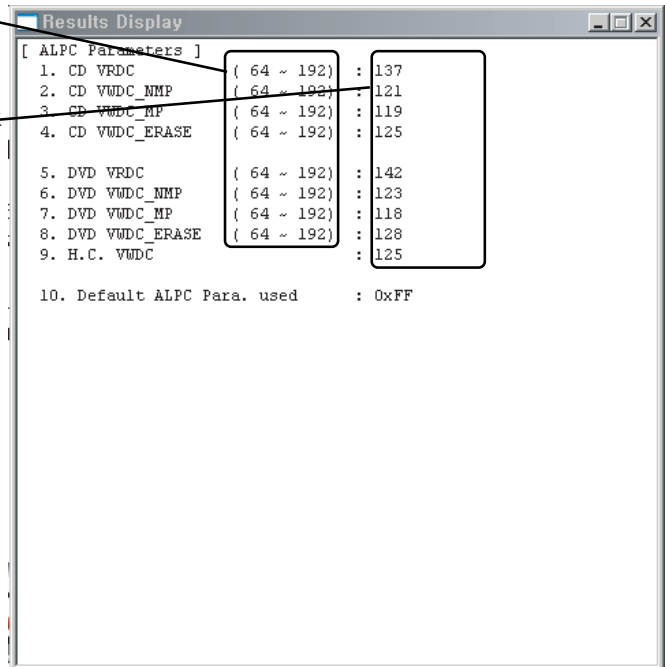 Results Display
[ ALPC Parameters ]
1. CD VRDC ( 64 ~ 192) : 137
2. CD VWDC_NMP ( 64 ~ 192) : 121
3. CD VWDC_MP ( 64 ~ 192) : 119
4. CD VWDC_ERASE ( 64 ~ 192) : 125
5. DVD VRDC ( 64 ~ 192) : 142
6. DVD VWDC_NMP ( 64 ~ 192) : 123
7. DVD VWDC_MP ( 64 ~ 192) : 118
8. DVD VWDC_ERASE ( 64 ~ 192) : 128
9. H.C. VWDC : 125
10. Default ALPC Para. used : 0xFF